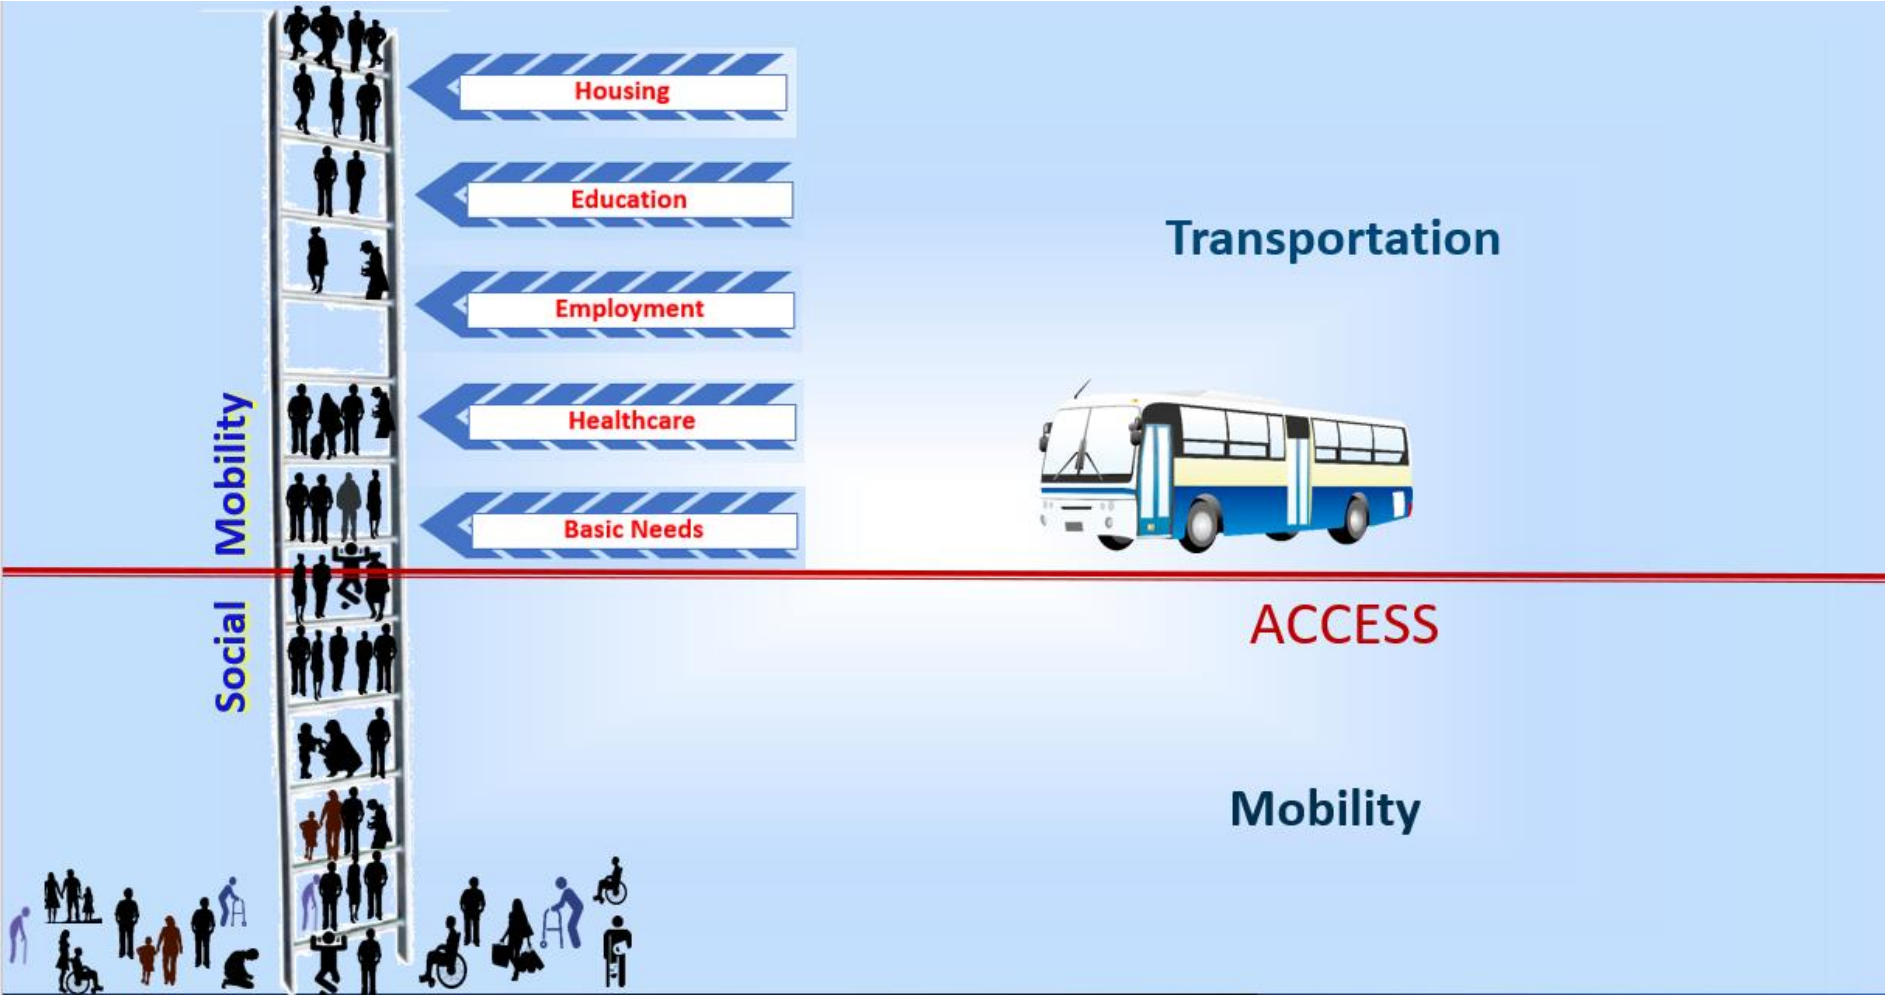 Housing
Education
Transportation
Employment
Healthcare
Basic Needs
Social Mobility
ACCESS
Mobility